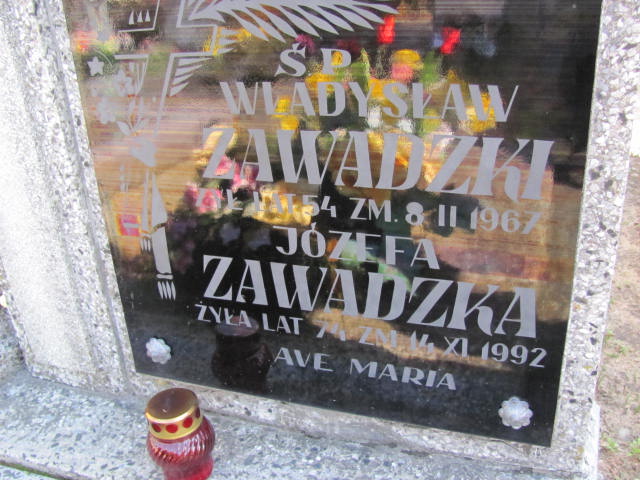 ŚP
WŁADYSŁAW
ZAWADZKI
ŻYŁ LAT 54 ZM. 8 II 1967
JÓZEFA
ZAWADZKA
ŻYŁA LAT 74 ZM. 14 XI 1992
AVE MARIA